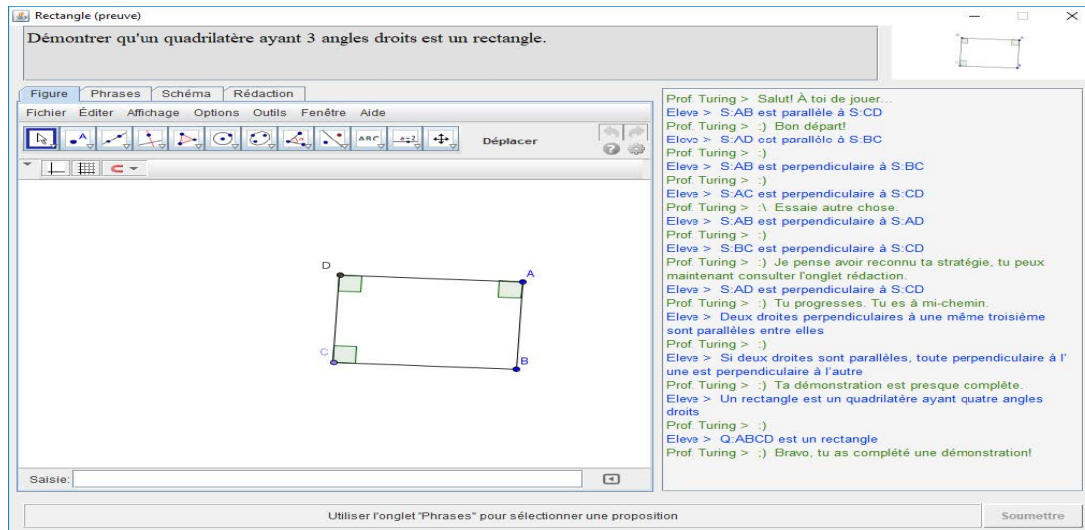 Rectangle (preuve)
Démontrer qu'un quadrilatère ayant 3 angles droits est un rectangle.
Figure Phrases Schéma Rédaction
Fichier Éditer Affichage Options Outils Fenêtre Aide
ABC a=2 Déplacer
D
A
C
B
Saisie:
Prof. Turing > Salut! À toi de jouer...
Eleve > S:AB est parallèle à S:CD
Prof. Turing > :) Bon départ!
Eleve > S:AD est parallèle à S:BC
Prof. Turing > :)
Eleve > S:AB est perpendiculaire à S:BC
Prof. Turing > :)
Eleve > S:AC est perpendiculaire à S:CD
Prof. Turing > :\ Essaie autre chose.
Eleve > S:AB est perpendiculaire à S:AD
Prof. Turing > :)
Eleve > S:BC est perpendiculaire à S:CD
Prof. Turing > :) Je pense avoir reconnu ta stratégie, tu peux
maintenant consulter l'onglet rédaction.
Eleve > S:AD est perpendiculaire à S:CD
Prof. Turing > :) Tu progresses. Tu es à mi-chemin.
Eleve > Deux droites perpendiculaires à une même troisième
sont parallèles entre elles
Prof. Turing > :)
Eleve > Si deux droites sont parallèles, toute perpendiculaire à l'
une est perpendiculaire à l'autre
Prof. Turing > :) Ta démonstration est presque complète.
Eleve > Un rectangle est un quadrilatère ayant quatre angles
droits
Prof. Turing > :)
Eleve > Q:ABCD est un rectangle
Prof. Turing > ;) Bravo, tu as complété une démonstration!
Utiliser l'onglet "Phrases" pour sélectionner une proposition
Soumettre